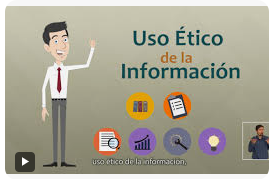 Uso Ético
de la
Información
uso ético de la información,